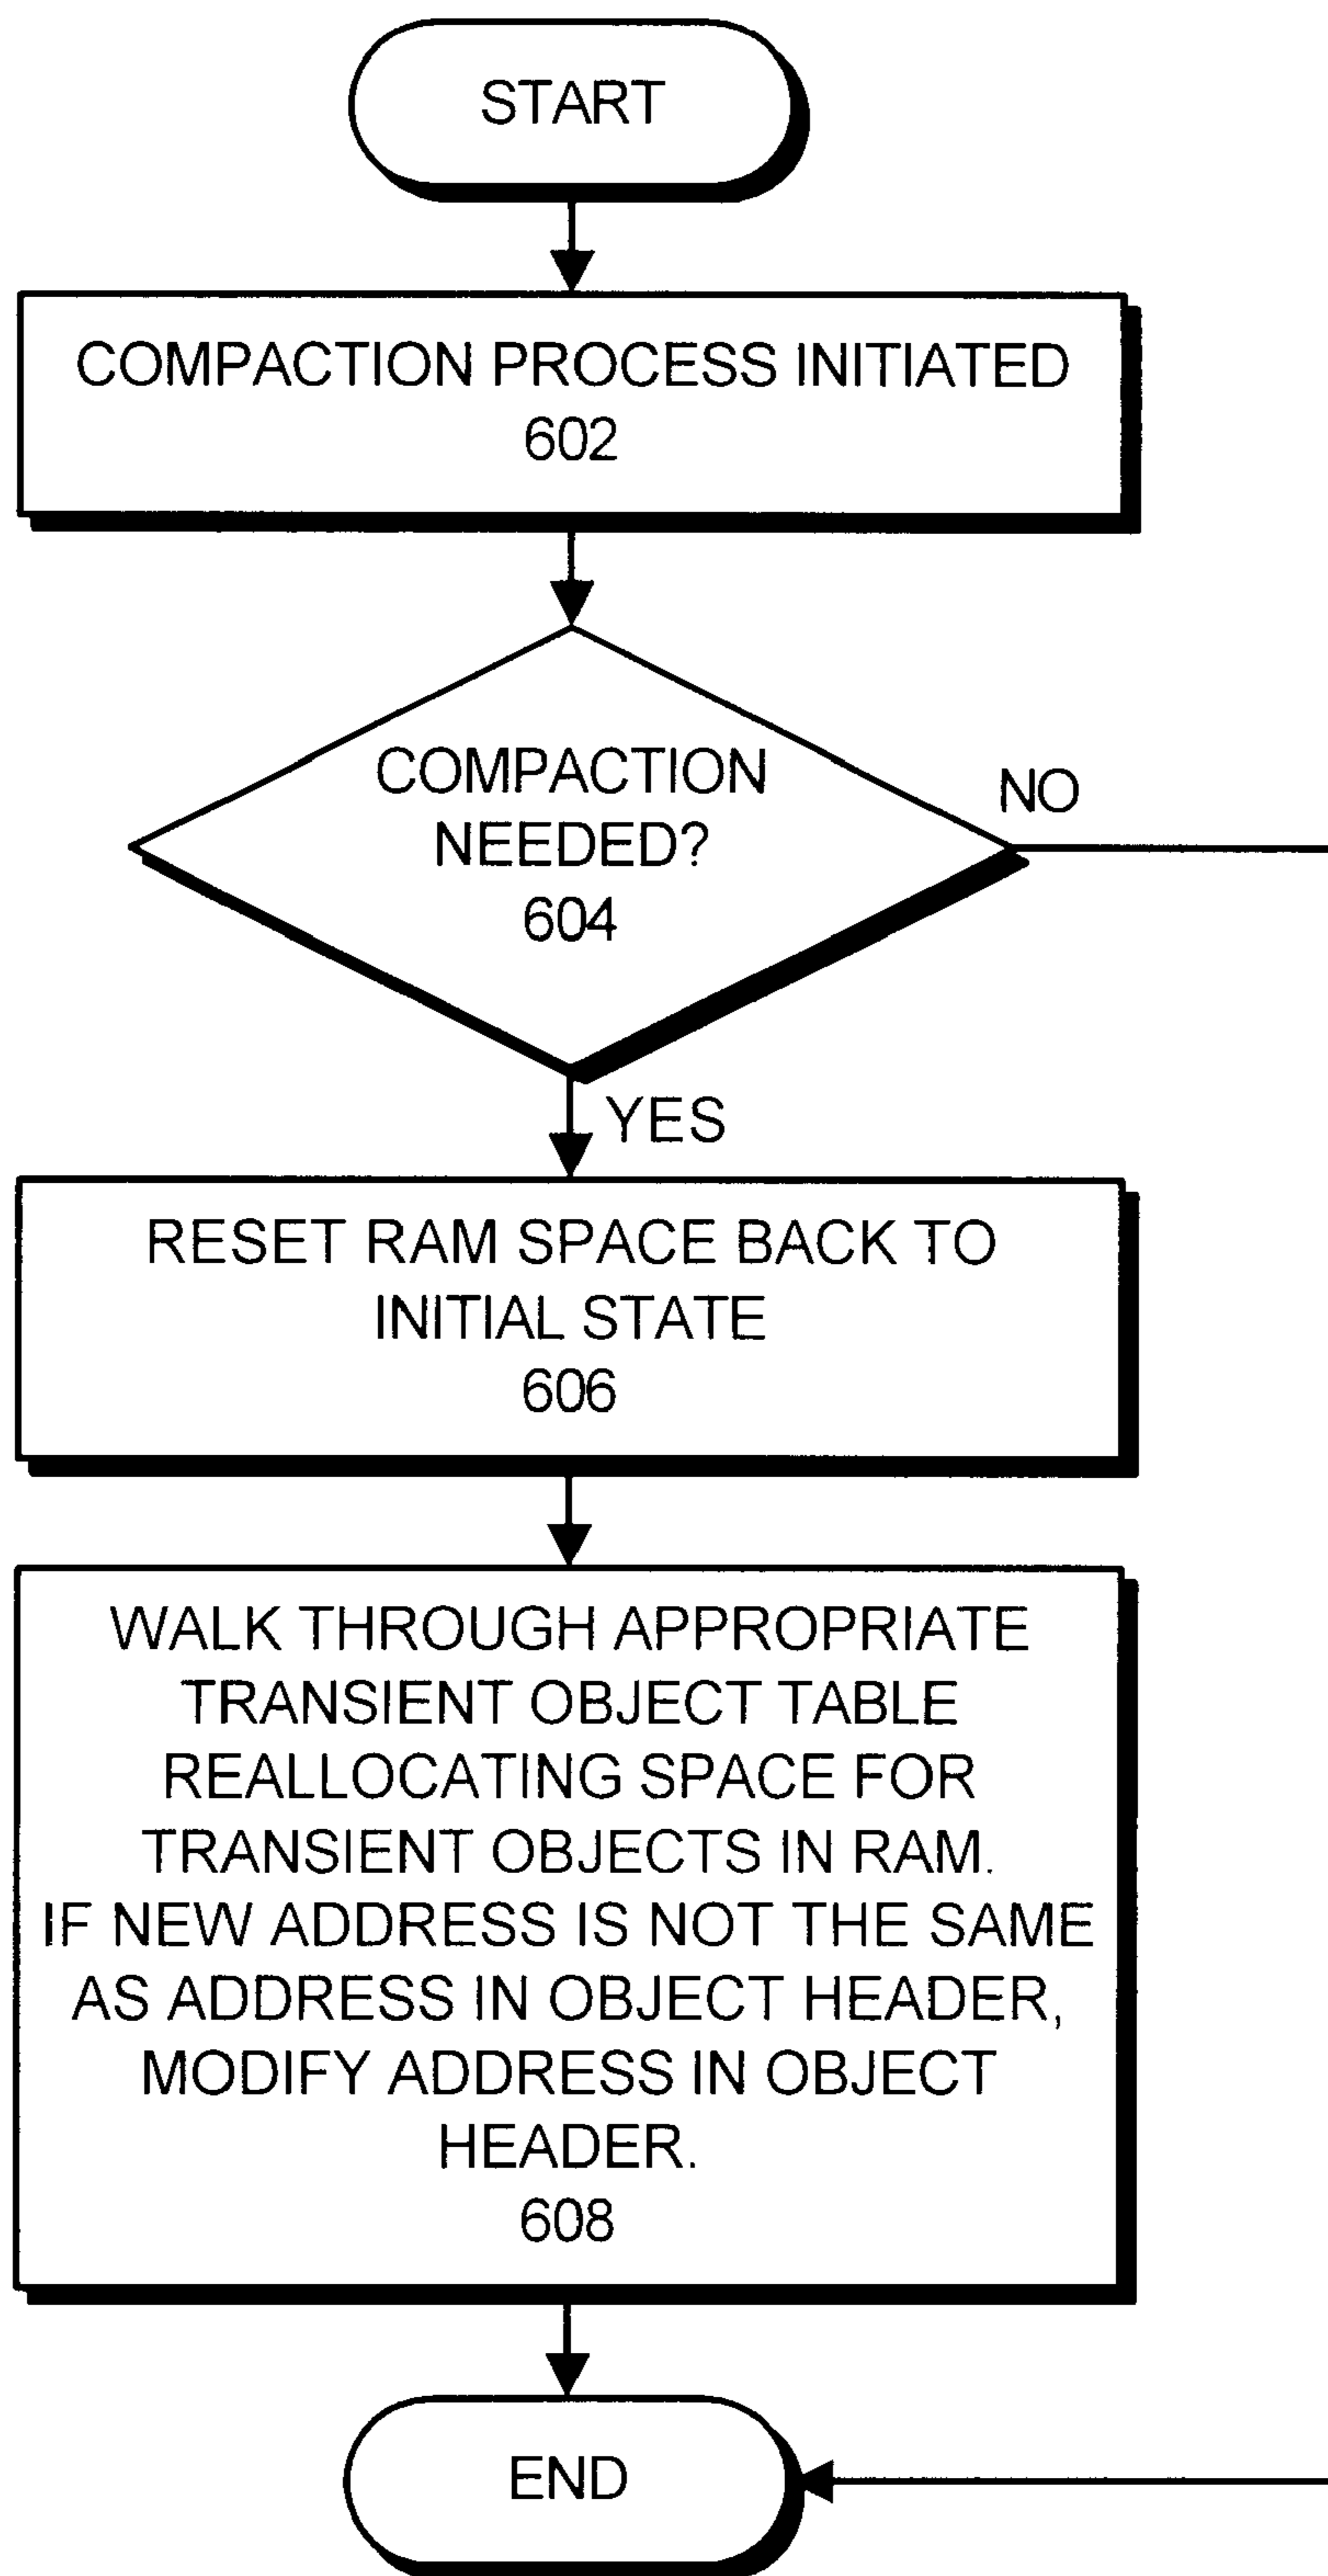 START
COMPACTION PROCESS INITIATED
602
COMPACTION
NEEDED?
604
NO
YES
RESET RAM SPACE BACK TO
INITIAL STATE
606
WALK THROUGH APPROPRIATE
TRANSIENT OBJECT TABLE
REALLOCATING SPACE FOR
TRANSIENT OBJECTS IN RAM.
IF NEW ADDRESS IS NOT THE SAME
AS ADDRESS IN OBJECT HEADER,
MODIFY ADDRESS IN OBJECT
HEADER.
608
END